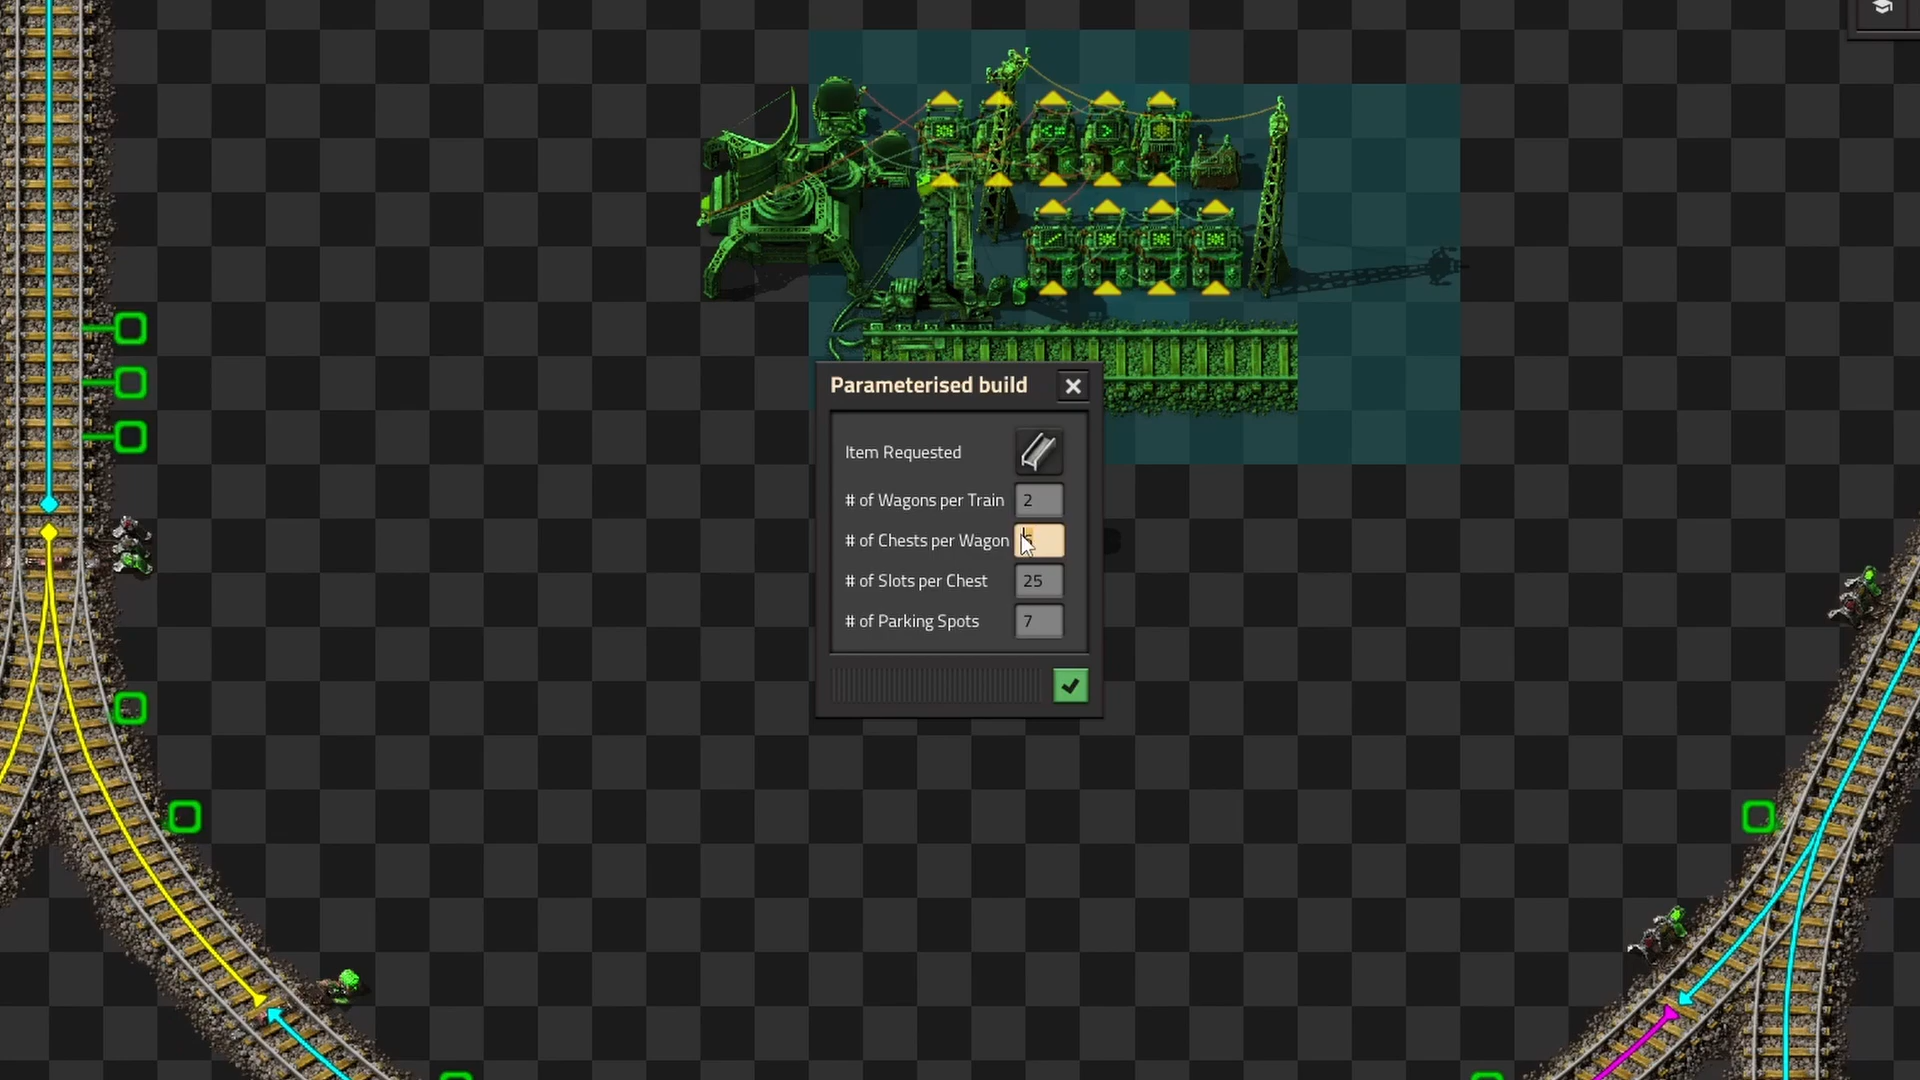 Parameterised build
Item Requested
# of Wagons per Train 2
# of Chests per Wagon
# of Slots per Chest 25
# of Parking Spots 7